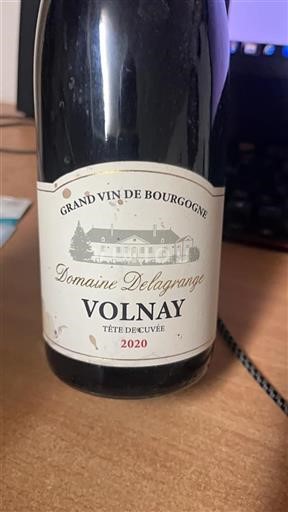 GRAND VIN DE BOURGOGNE
Domaine Delagrange
VOLNAY
TÊTE DE CUVÉE
2020